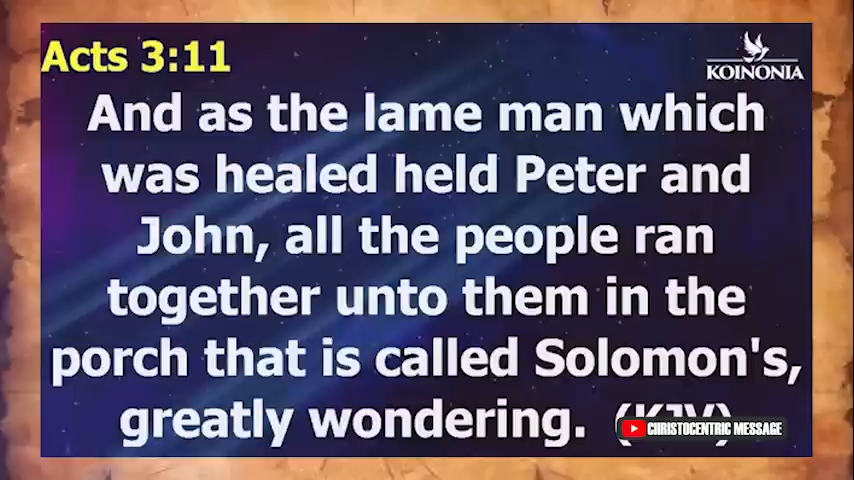 Acts 3:11
KOINONIA
And as the lame man which
was healed held Peter and
John, all the people ran
together unto them in the
porch that is called Solomon's,
greatly wondering. (KJV)
CHRISTOCENTRIC MESSAGE